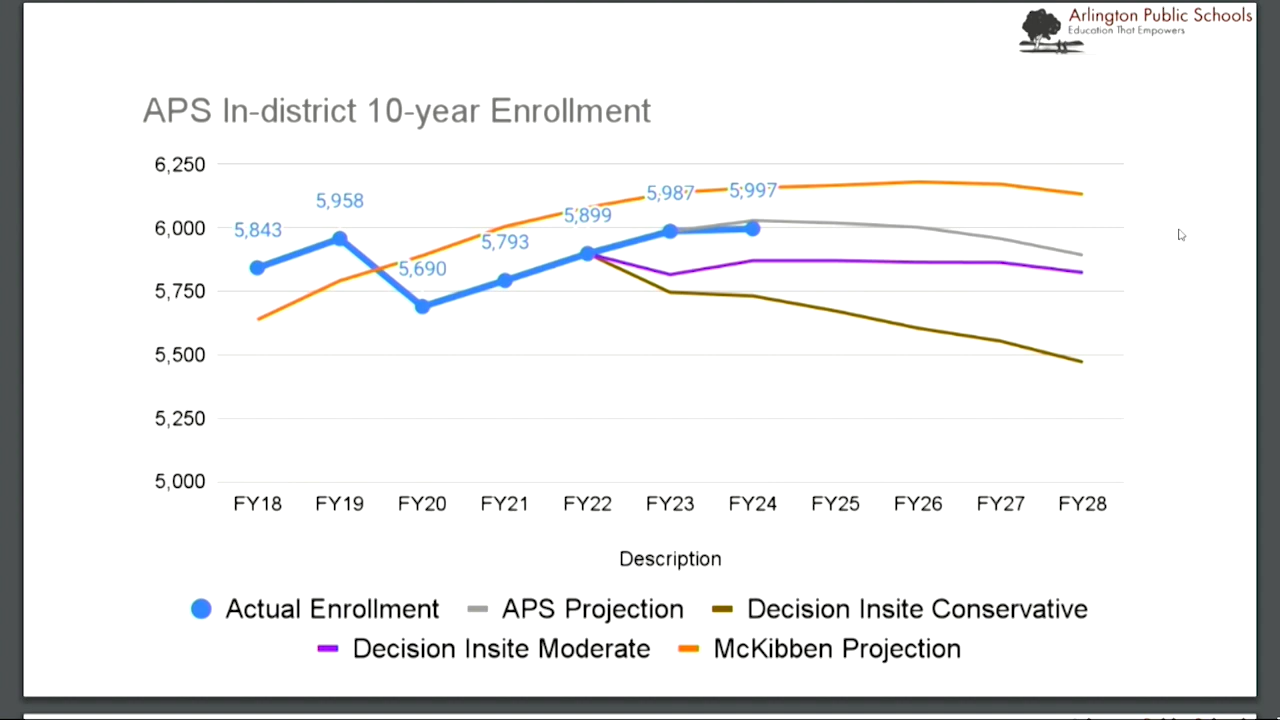 Arlington Public Schools
Education That Empowers
APS In-district 10-year Enrollment
6,250
6,000
5,750
5,500
5,250
5,000
5,843
5,958
5,690
5,793
5,899
5,987
5,997
FY18 FY19 FY20 FY21 FY22 FY23 FY24 FY25 FY26 FY27 FY28
Description
Actual Enrollment APS Projection Decision Insite Conservative
Decision Insite Moderate McKibben Projection